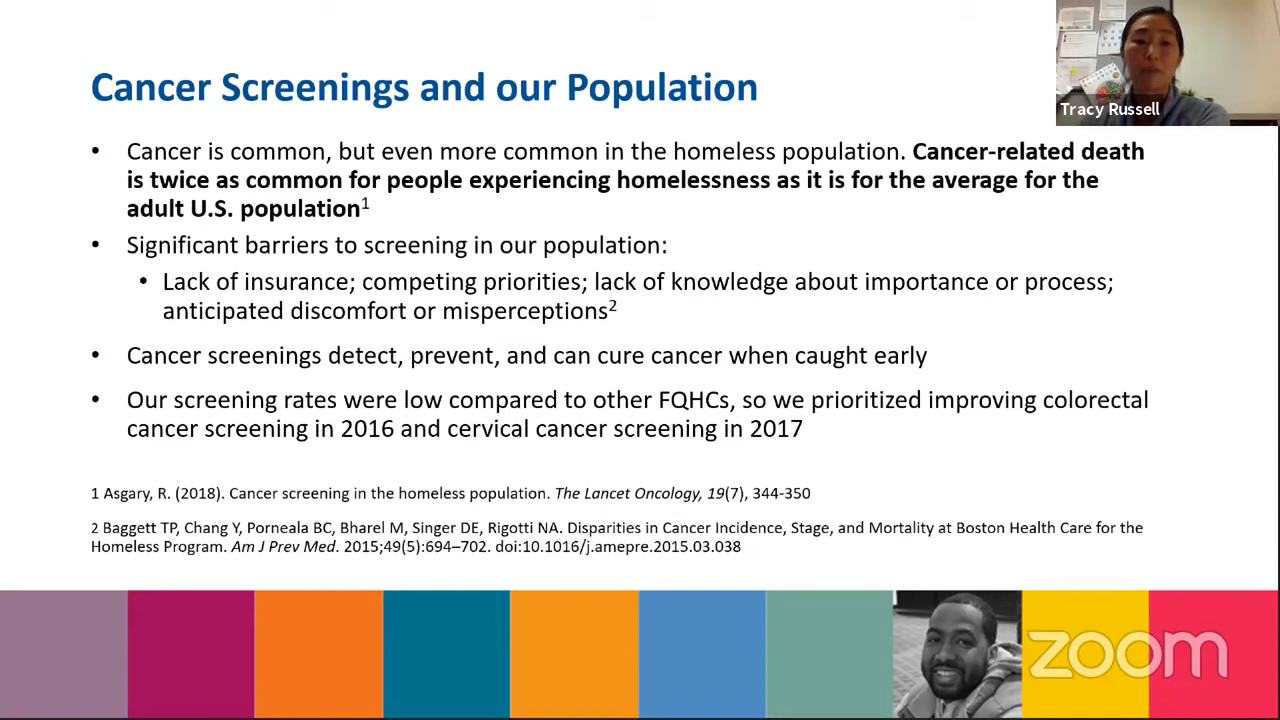 Cancer Screenings and our Population
Tracy Russell
• Cancer is common, but even more common in the homeless population. Cancer-related death
is twice as common for people experiencing homelessness as it is for the average for the
adult U.S. population1
• Significant barriers to screening in our population:
• Lack of insurance; competing priorities; lack of knowledge about importance or process;
anticipated discomfort or misperceptions2
• Cancer screenings detect, prevent, and can cure cancer when caught early
• Our screening rates were low compared to other FQHCs, so we prioritized improving colorectal
cancer screening in 2016 and cervical cancer screening in 2017
1 Asgary, R. (2018). Cancer screening in the homeless population. The Lancet Oncology, 19(7), 344-350
2 Baggett TP, Chang Y, Porneala BC, Bharel M, Singer DE, Rigotti NA. Disparities in Cancer Incidence, Stage, and Mortality at Boston Health Care for the
Homeless Program. Am J Prev Med. 2015;49(5):694–702. doi:10.1016/j.amepre.2015.03.038
zoom